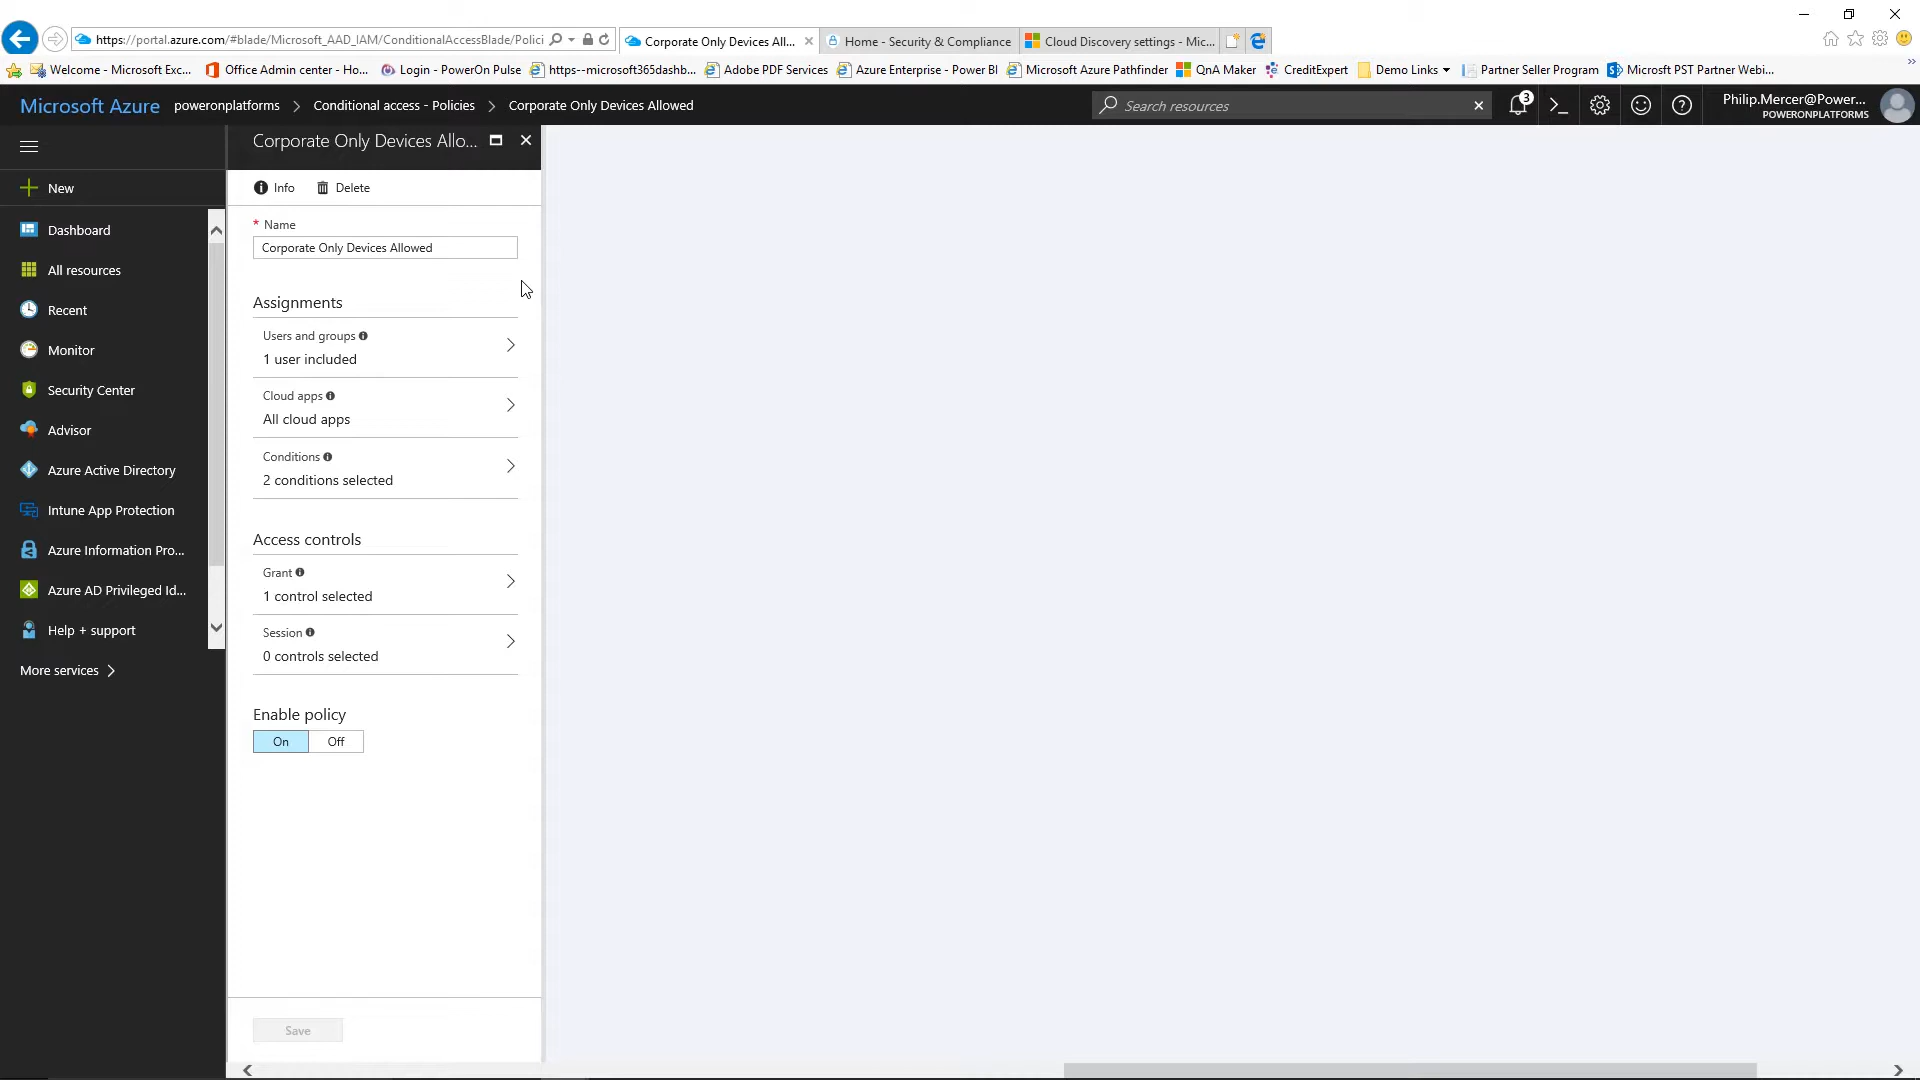 https://portal.azure.com/#blade/Microsoft_AAD_IAM/ConditionalAccessBlade/Polici
Corporate Only Devices All...
Home - Security & Compliance
Cloud Discovery settings - Mic...
Welcome - Microsoft Exc...
Office Admin center - Ho...
Login - PowerOn Pulse
https--microsoft365dashb...
Adobe PDF Services
Azure Enterprise - Power BI
Microsoft Azure Pathfinder
QnA Maker
CreditExpert
Demo Links
Partner Seller Program
Microsft PST Partner Webi...
Microsoft Azure
poweronplatforms > Conditional access - Policies > Corporate Only Devices Allowed
Search resources
3
Philip.Mercer@Power...
POWERONPLATFORMS
New
Dashboard
All resources
Recent
Monitor
Security Center
Advisor
Azure Active Directory
Intune App Protection
Azure Information Pro...
Azure AD Privileged Id...
Help + support
More services
Corporate Only Devices Allo...
Info
Delete
* Name
Corporate Only Devices Allowed
Assignments
Users and groups
1 user included
Cloud apps
All cloud apps
Conditions
2 conditions selected
Access controls
Grant
1 control selected
Session
0 controls selected
Enable policy
On
Off
Save